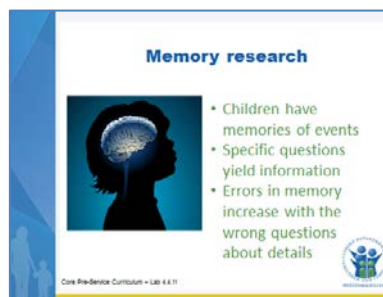 Memory research
• Children have
memories of events
• Specific questions
yield information
• Errors in memory
increase with the
wrong questions
about details
Core Pre-Service Curriculum – Lab 4.4.11